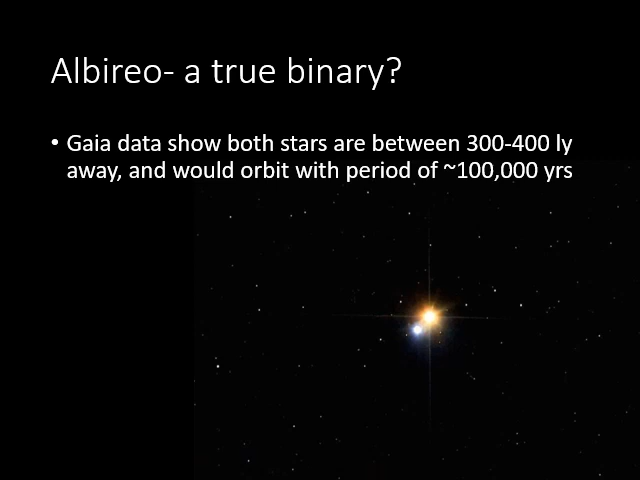 Albireo- a true binary?
• Gaia data show both stars are between 300-400 ly
away, and would orbit with period of ~100,000 yrs